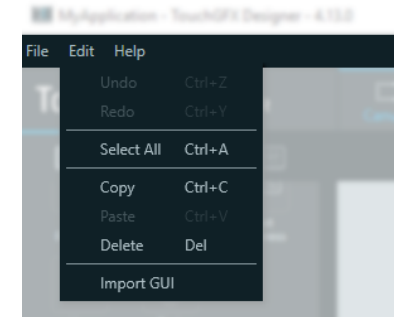 MyApplication - TouchGFX Designer - 4.13.0
File Edit Help
Undo Ctrl+Z
Redo Ctrl+Y
Select All Ctrl+A
Copy Ctrl+C
Paste Ctrl+V
Delete Del
Import GUI